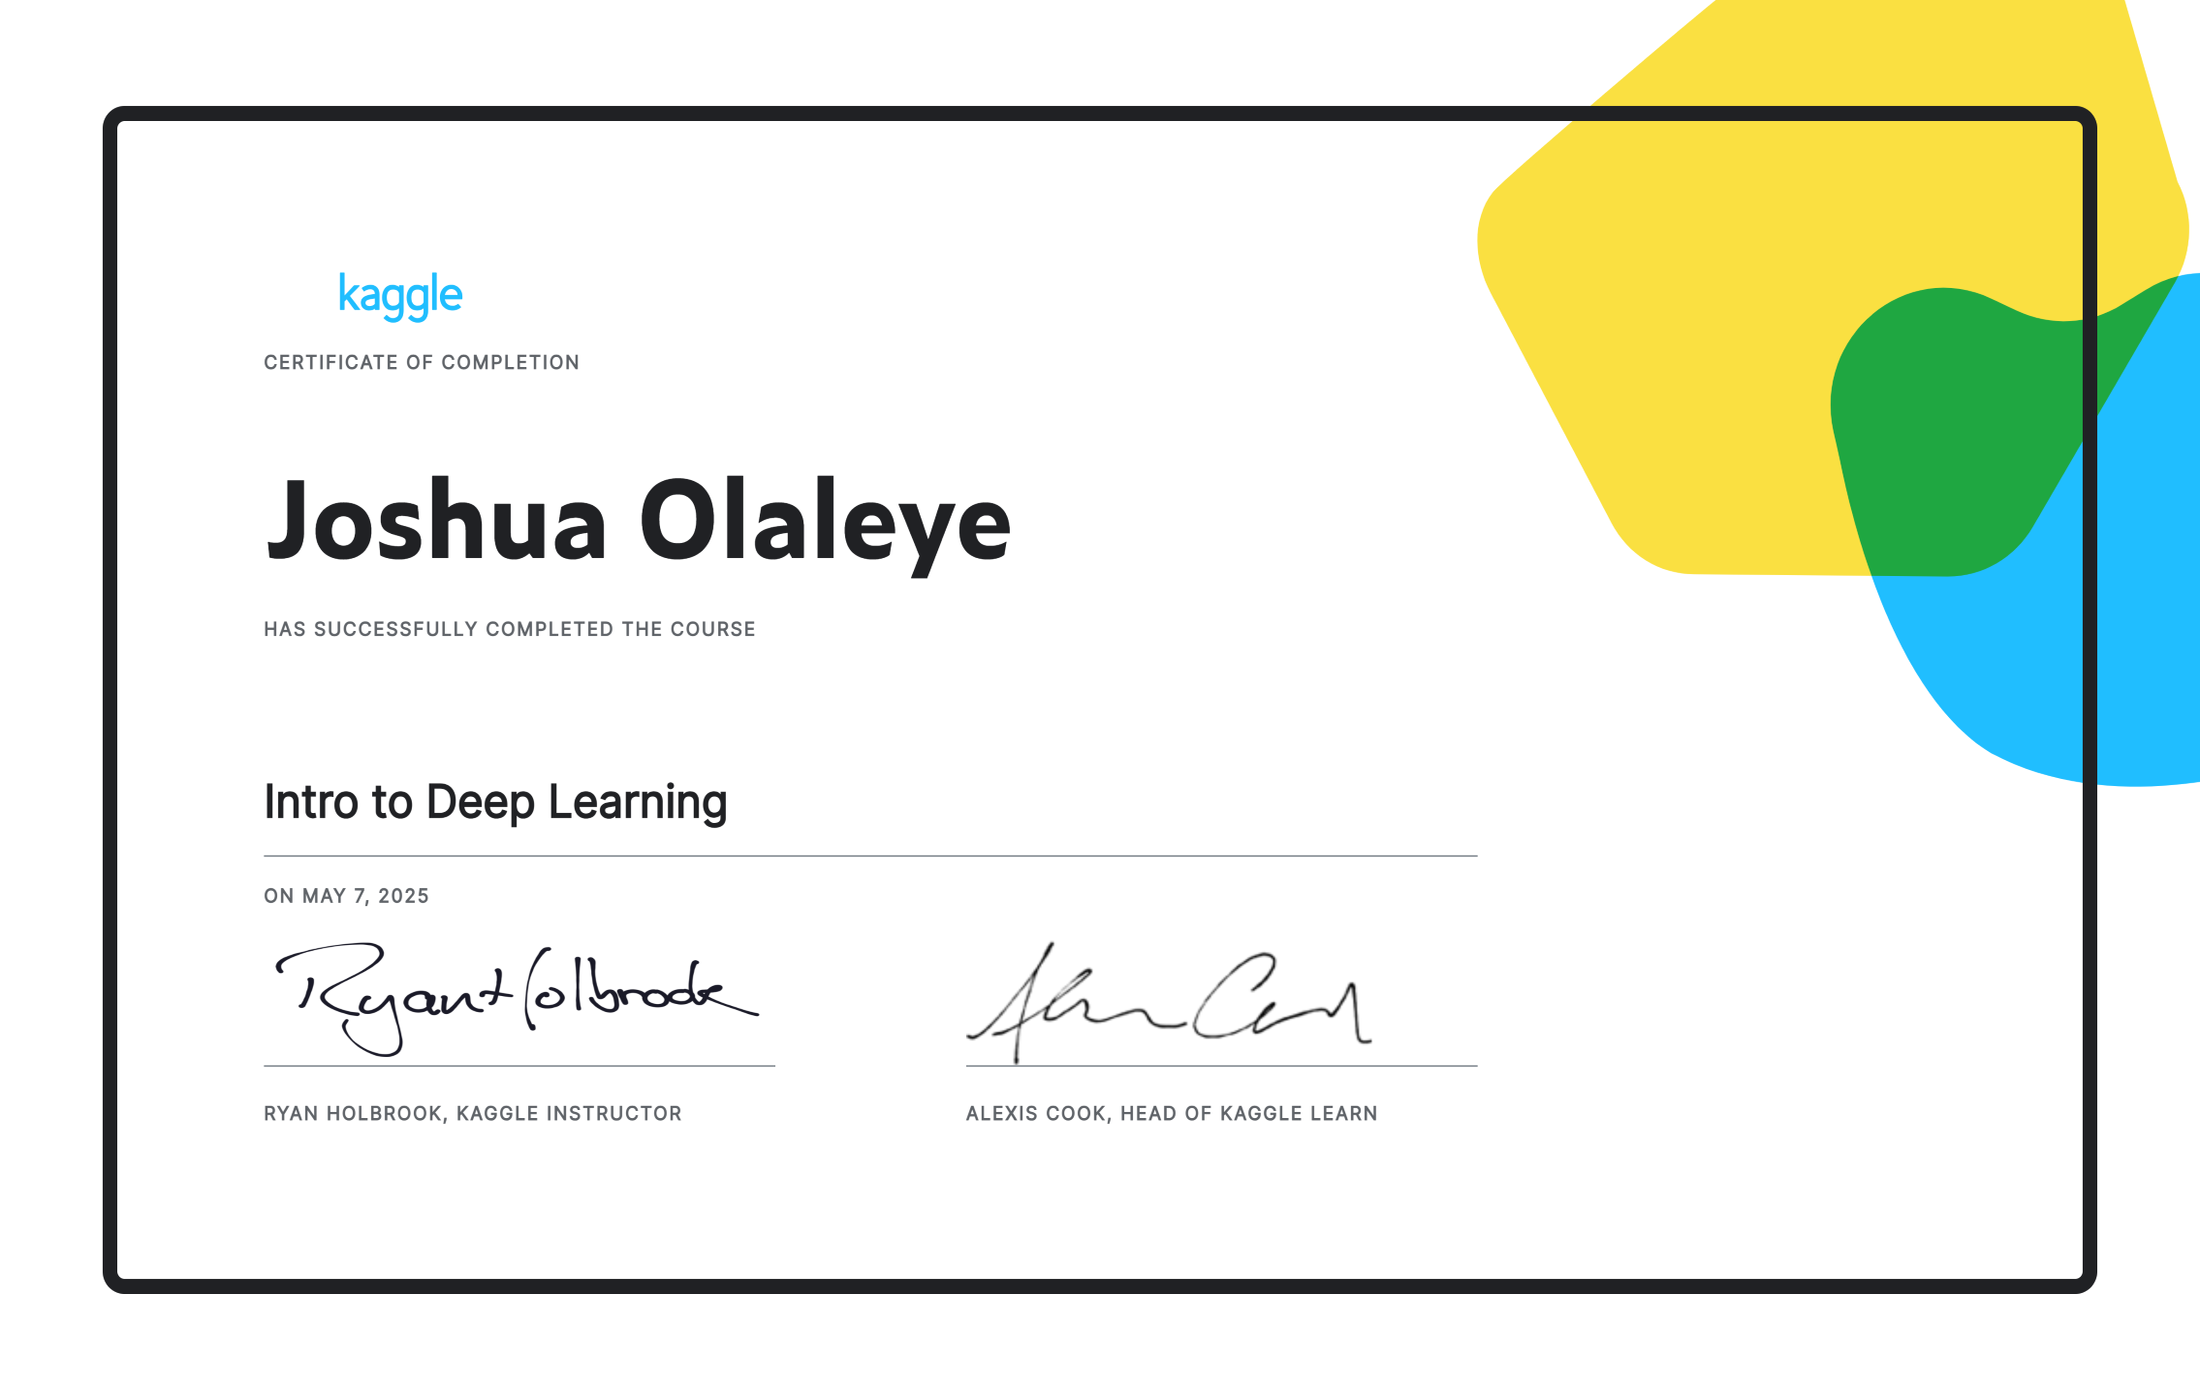 kaggle
CERTIFICATE OF COMPLETION
Joshua Olaleye
HAS SUCCESSFULLY COMPLETED THE COURSE
Intro to Deep Learning
ON MAY 7, 2025
Ryan Holbrook
Alexis Cook
RYAN HOLBROOK, KAGGLE INSTRUCTOR
ALEXIS COOK, HEAD OF KAGGLE LEARN